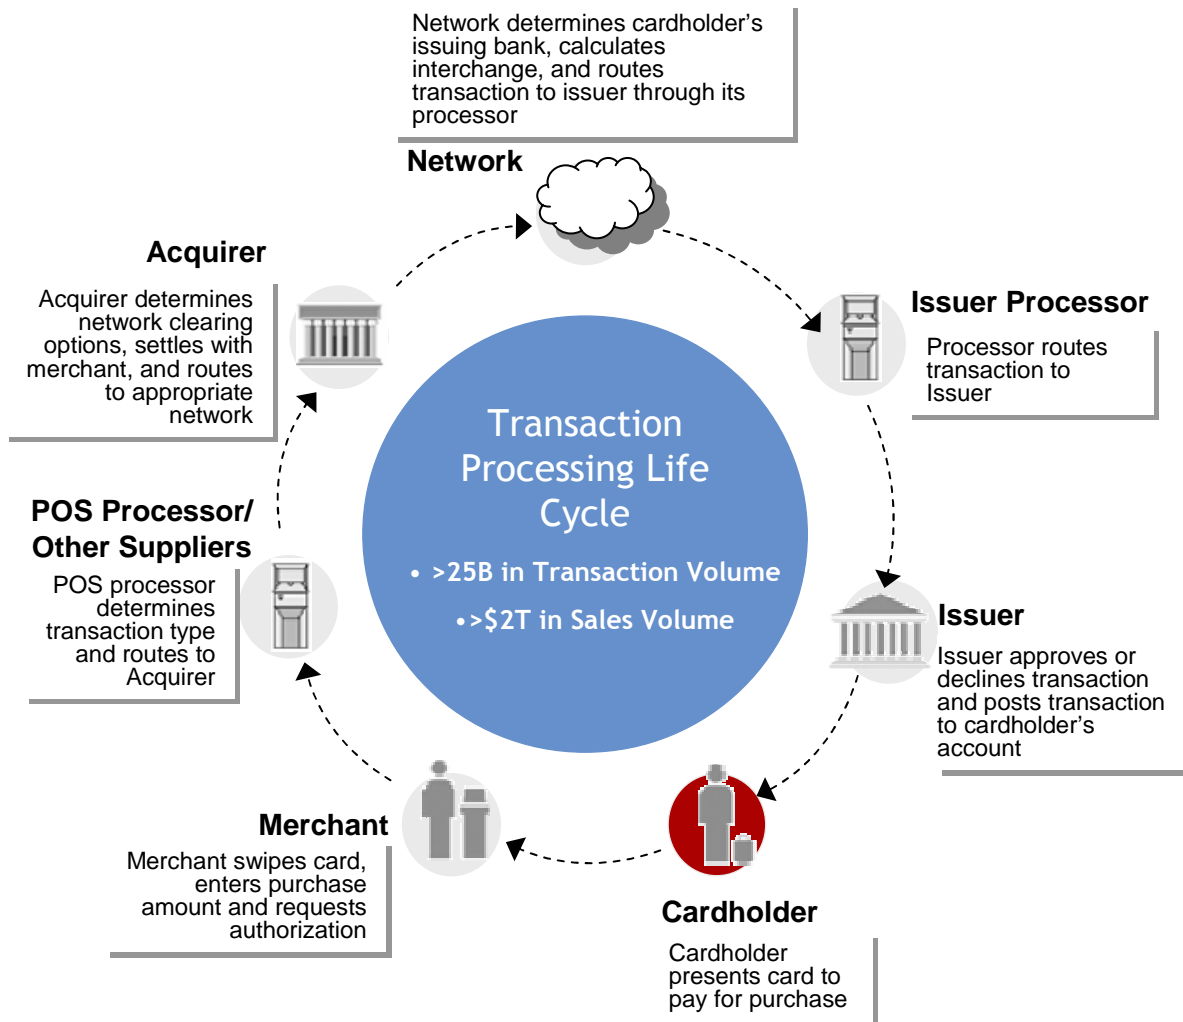 Network determines cardholder’s
issuing bank, calculates
interchange, and routes
transaction to issuer through its
processor
Network
Acquirer
Acquirer determines
network clearing
options, settles with
merchant, and routes
to appropriate
network
Issuer Processor
Processor routes
transaction to
Issuer
Transaction
Processing Life
Cycle
• >25B in Transaction Volume
•>$2T in Sales Volume
POS Processor/
Other Suppliers
POS processor
determines
transaction type
and routes to
Acquirer
Issuer
Issuer approves or
declines transaction
and posts transaction
to cardholder’s
account
Merchant
Merchant swipes card,
enters purchase
amount and requests
authorization
Cardholder
Cardholder
presents card to
pay for purchase